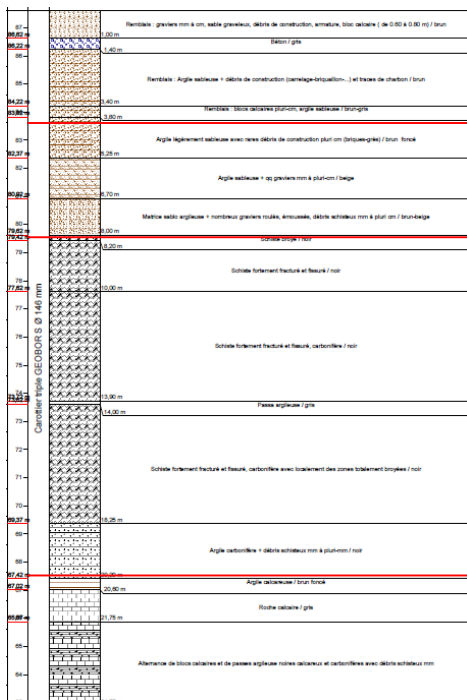 87
Remblais : graviers mm à cm, sable graveleux, débris de construction, armature, bloc calcaire ( de 0.60 à 0.80 m) / brun
86,62 m
1,00 m
Béton / gris
86,22 m
1,40 m
86
85
Remblais : Argile sableuse + débris de construction (carrelage-briquaillon-...) et traces de charbon / brun
84,22 m
3,40 m
Remblais : blocs calcaires pluri-cm, argile sableuse / brun-gris
3,80 m
83
Argile légèrement sableuse avec rares débris de construction pluri cm (briques-grès) / brun foncé
82,37 m
5,25 m
Argile sableuse + qq graviers mm à pluri-cm / beige
80,92 m
6,70 m
80
Matrice sablo argileuse + nombreux graviers roulés, émoussés, débris schisteux mm à pluri cm / brun-beige
79,62 m
8,00 m
79,42 m
Schiste broyé / noir
8,20 m
79
Schiste fortement fracturé et fissuré / noir
78
77,62 m
10,00 m
77
76
Carottier triple GEOBOR S Ø 146 mm
Schiste fortement fracturé et fissuré, carbonifère / noir
75
74
13,90 m
Passe argileuse / gris
14,00 m
73
72
71
Schiste fortement fracturé et fissuré, carbonifère avec localement des zones totalement broyées / noir
70
69,37 m
18,25 m
69
Argile carbonifère + débris schisteux mm à pluri-mm / noir
68
67,42 m
20,20 m
Argile calcareuse / brun foncé
67,02 m
20,60 m
Roche calcaire / gris
21,75 m
65
Alternance de blocs calcaires et de passes argileuse noires calcareux et carbonifères avec débris schisteux mm
64